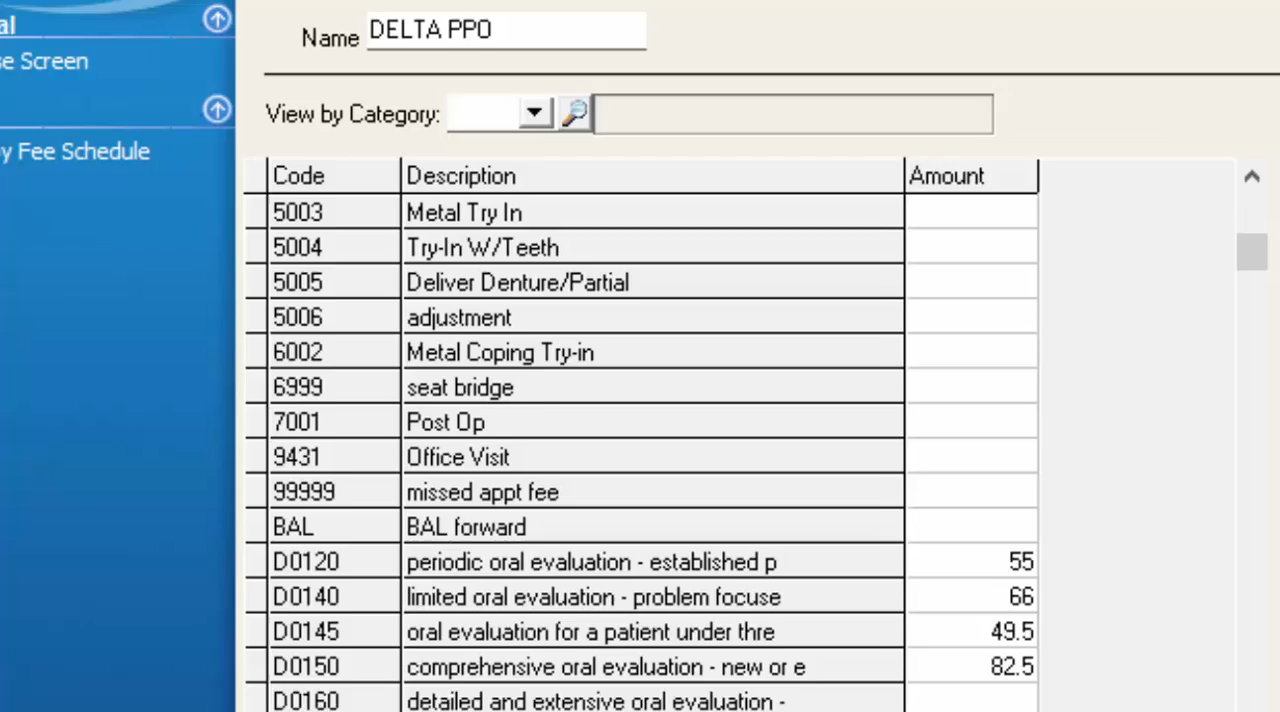 al
se Screen
y Fee Schedule
Name DELTA PPO
View by Category:
Code Description Amount
5003 Metal Try In
5004 Try-In W/Teeth
5005 Deliver Denture/Partial
5006 adjustment
6002 Metal Coping Try-in
6999 seat bridge
7001 Post Op
9431 Office Visit
99999 missed appt fee
BAL BAL forward
D0120 periodic oral evaluation - established p 55
D0140 limited oral evaluation - problem focuse 66
D0145 oral evaluation for a patient under thre 49.5
D0150 comprehensive oral evaluation - new or e 82.5
D0160 detailed and extensive oral evaluation -